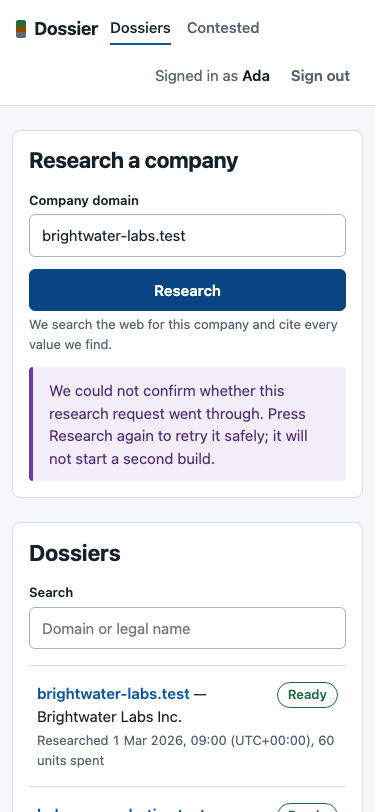 Dossier Dossiers Contested
Signed in as Ada Sign out
Research a company
Company domain
brightwater-labs.test
Research
We search the web for this company and cite every
value we find.
We could not confirm whether this
research request went through. Press
Research again to retry it safely; it will
not start a second build.
Dossiers
Search
Domain or legal name
brightwater-labs.test — Ready
Brightwater Labs Inc.
Researched 1 Mar 2026, 09:00 (UTC+00:00), 60
units spent